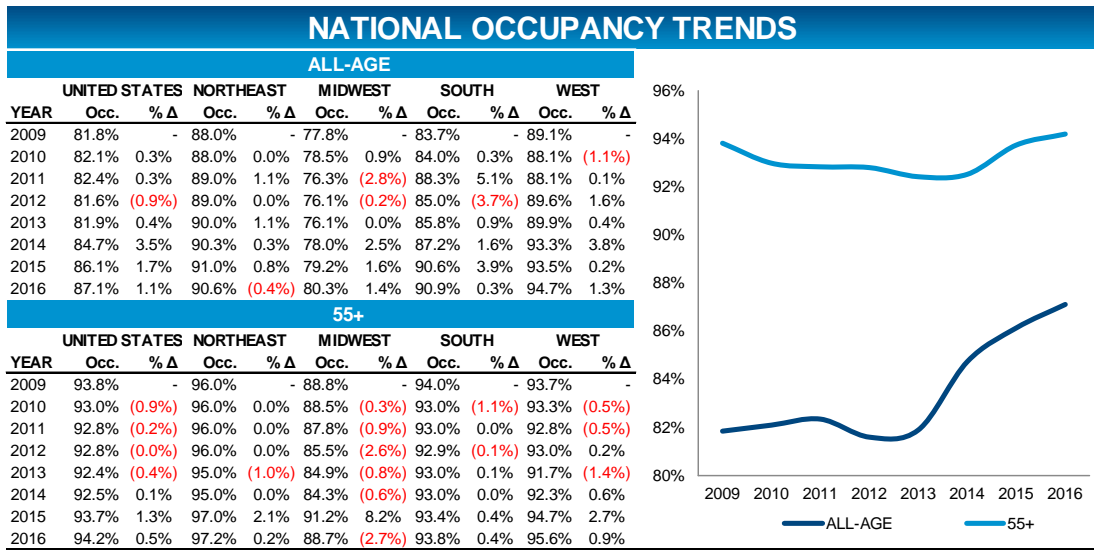 NATIONAL OCCUPANCY TRENDS
ALL-AGE
UNITED STATES NORTHEAST MIDWEST SOUTH WEST
YEAR Occ. % Δ Occ. % Δ Occ. % Δ Occ. % Δ Occ. % Δ
2009 81.8% - 88.0% - 77.8% - 83.7% - 89.1% -
2010 82.1% 0.3% 88.0% 0.0% 78.5% 0.9% 84.0% 0.3% 88.1% (1.1%)
2011 82.4% 0.3% 89.0% 1.1% 76.3% (2.8%) 88.3% 5.1% 88.1% 0.1%
2012 81.6% (0.9%) 89.0% 0.0% 76.1% (0.2%) 85.0% (3.7%) 89.6% 1.6%
2013 81.9% 0.4% 90.0% 1.1% 76.1% 0.0% 85.8% 0.9% 89.9% 0.4%
2014 84.7% 3.5% 90.3% 0.3% 78.0% 2.5% 87.2% 1.6% 93.3% 3.8%
2015 86.1% 1.7% 91.0% 0.8% 79.2% 1.6% 90.6% 3.9% 93.5% 0.2%
2016 87.1% 1.1% 90.6% (0.4%) 80.3% 1.4% 90.9% 0.3% 94.7% 1.3%
55+
UNITED STATES NORTHEAST MIDWEST SOUTH WEST
YEAR Occ. % Δ Occ. % Δ Occ. % Δ Occ. % Δ Occ. % Δ
2009 93.8% - 96.0% - 88.8% - 94.0% - 93.7% -
2010 93.0% (0.9%) 96.0% 0.0% 88.5% (0.3%) 93.0% (1.1%) 93.3% (0.5%)
2011 92.8% (0.2%) 96.0% 0.0% 87.8% (0.9%) 93.0% 0.0% 92.8% (0.5%)
2012 92.8% (0.0%) 96.0% 0.0% 85.5% (2.6%) 92.9% (0.1%) 93.0% 0.2%
2013 92.4% (0.4%) 95.0% (1.0%) 84.9% (0.8%) 93.0% 0.1% 91.7% (1.4%)
2014 92.5% 0.1% 95.0% 0.0% 84.3% (0.6%) 93.0% 0.0% 92.3% 0.6%
2015 93.7% 1.3% 97.0% 2.1% 91.2% 8.2% 93.4% 0.4% 94.7% 2.7%
2016 94.2% 0.5% 97.2% 0.2% 88.7% (2.7%) 93.8% 0.4% 95.6% 0.9%
96%
94%
92%
90%
88%
86%
84%
82%
80%
2009 2010 2011 2012 2013 2014 2015 2016
ALL-AGE 55+